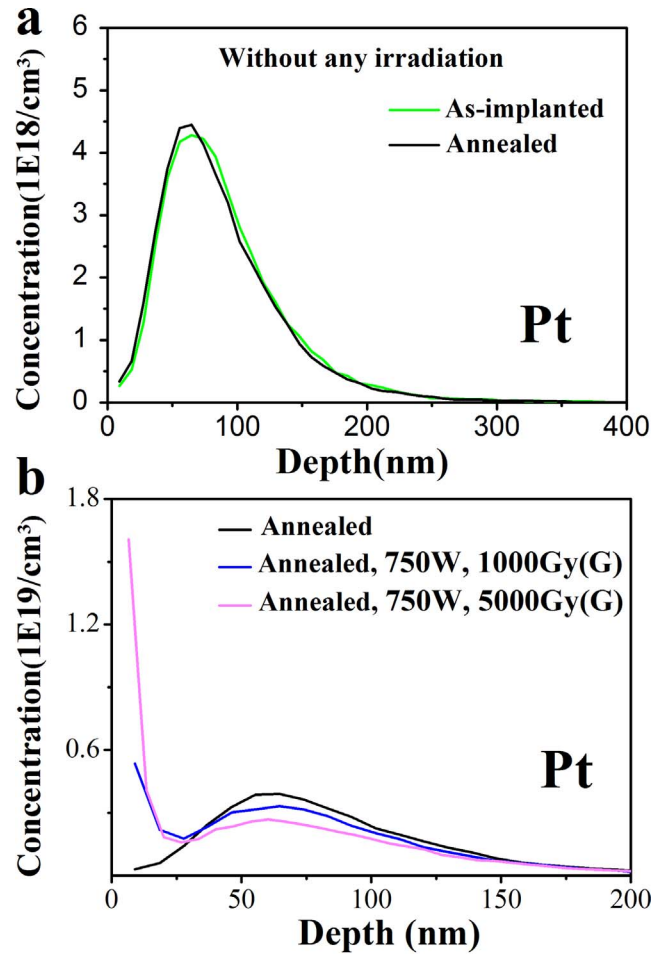 a
Without any irradiation
As-implanted
Annealed
Pt
Concentration(1E18/cm³)
6
5
4
3
2
1
0
0 100 200 300 400
Depth(nm)
b
Annealed
Annealed, 750W, 1000Gy(G)
Annealed, 750W, 5000Gy(G)
Pt
Concentration(1E19/cm³)
1.8
1.2
0.6
0 50 100 150 200
Depth (nm)